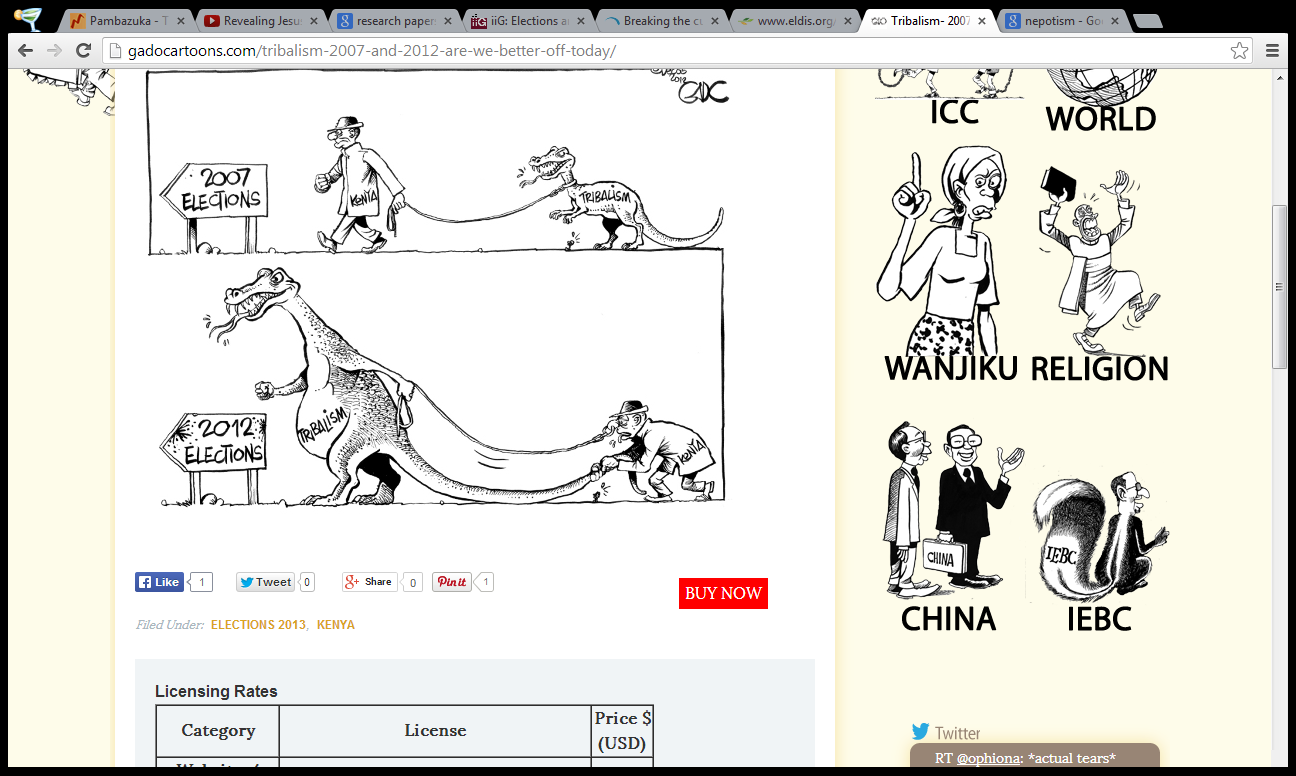 Pambazuka - T
Revealing Jesus
research paper
iiG: Elections a
Breaking the cu
www.eldis.org/
Tribalism- 2007
nepotism - Go
gadocartoons.com/tribalism-2007-and-2012-are-we-better-off-today/
GADO
2007
ELECTIONS
KENYA
TRIBALISM
2012
ELECTIONS
TRIBALISM
KENYA
ICC
WORLD
WANJIKU
RELIGION
CHINA
CHINA
IEBC
IEBC
Like 1
Tweet 0
Share 0
Pin it 1
BUY NOW
Filed Under: ELECTIONS 2013, KENYA
Licensing Rates
Category
License
Price $
(USD)
Twitter
RT @ophiona: *actual tears*